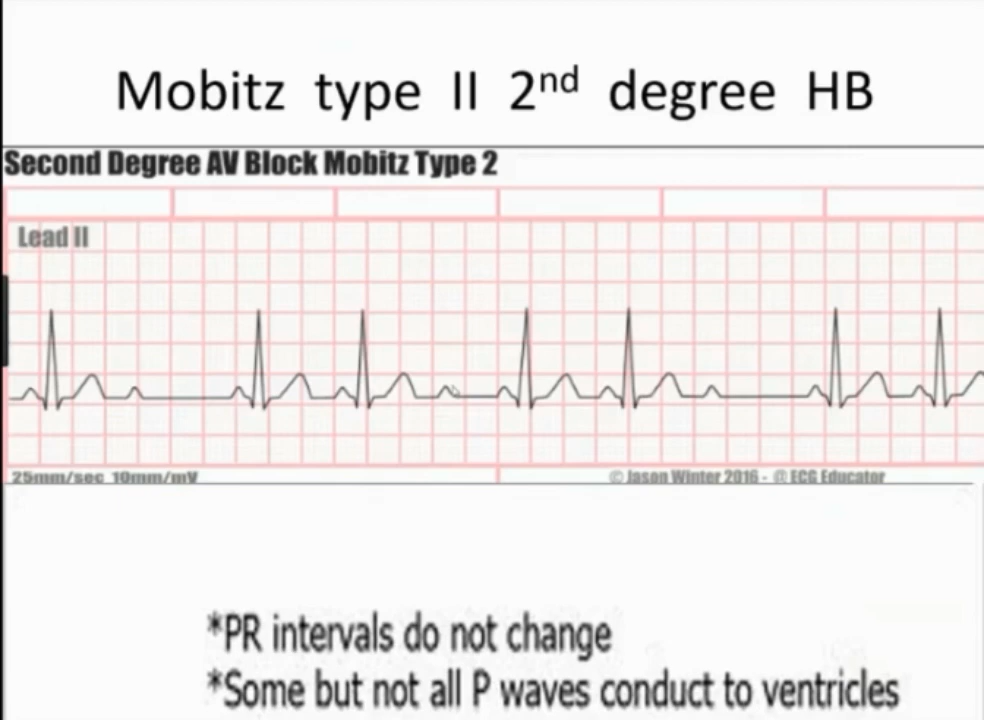 Mobitz type II 2nd degree HB
Second Degree AV Block Mobitz Type 2
Lead II
25mm/sec 10mm/mV
© Jason Winter 2016 - @ ECG Educator
*PR intervals do not change
*Some but not all P waves conduct to ventricles